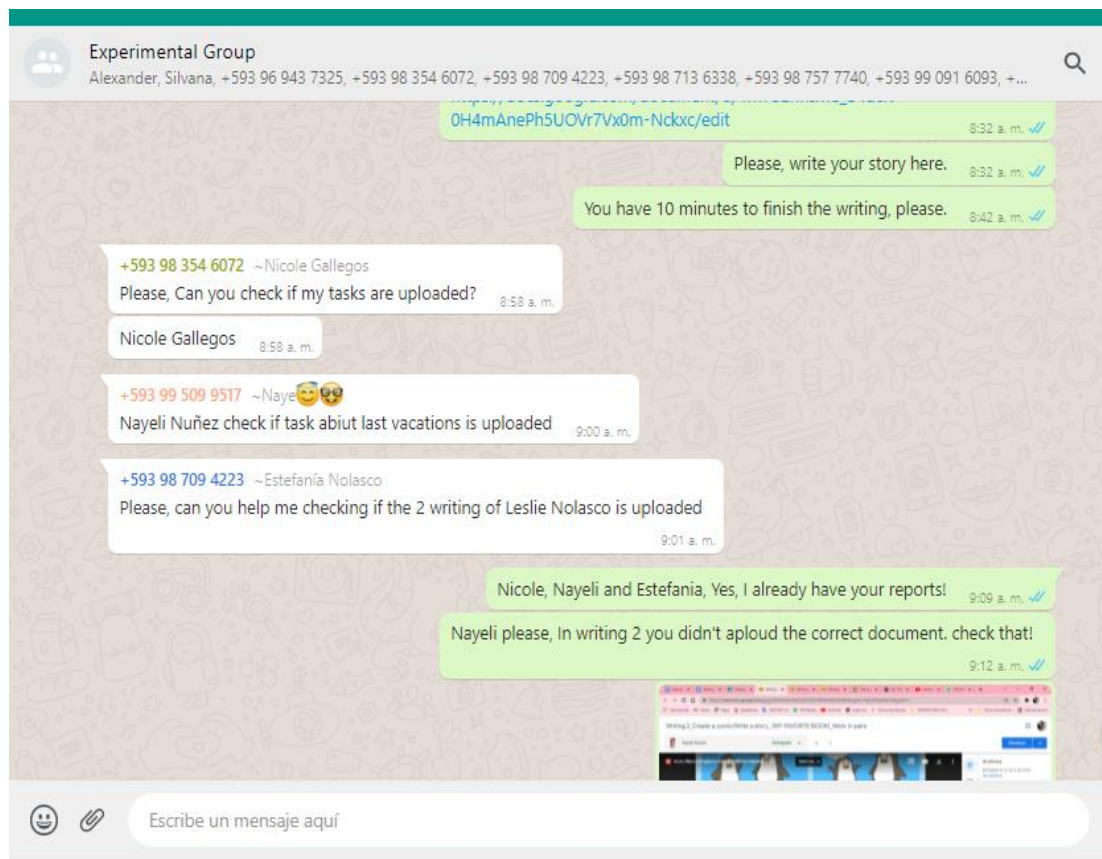 Experimental Group
Alexander, Silvana, +593 96 943 7325, +593 98 354 6072, +593 98 709 4223, +593 98 713 6338, +593 98 757 7740, +593 99 091 6093, +...
0H4mAnePh5UOVr7Vx0m-Nckxc/edit
8:32 a. m.
Please, write your story here. 8:32 a. m.
You have 10 minutes to finish the writing, please. 8:42 a. m.
+593 98 354 6072 ~Nicole Gallegos
Please, Can you check if my tasks are uploaded? 8:58 a. m.
Nicole Gallegos 8:58 a. m.
+593 99 509 9517 ~Naye😇🥸
Nayeli Nuñez check if task abiut last vacations is uploaded 9:00 a. m.
+593 98 709 4223 ~Estefanía Nolasco
Please, can you help me checking if the 2 writing of Leslie Nolasco is uploaded
9:01 a. m.
Nicole, Nayeli and Estefania, Yes, I already have your reports! 9:09 a. m.
Nayeli please, In writing 2 you didn't aploud the correct document. check that!
9:12 a. m.
Escribe un mensaje aquí